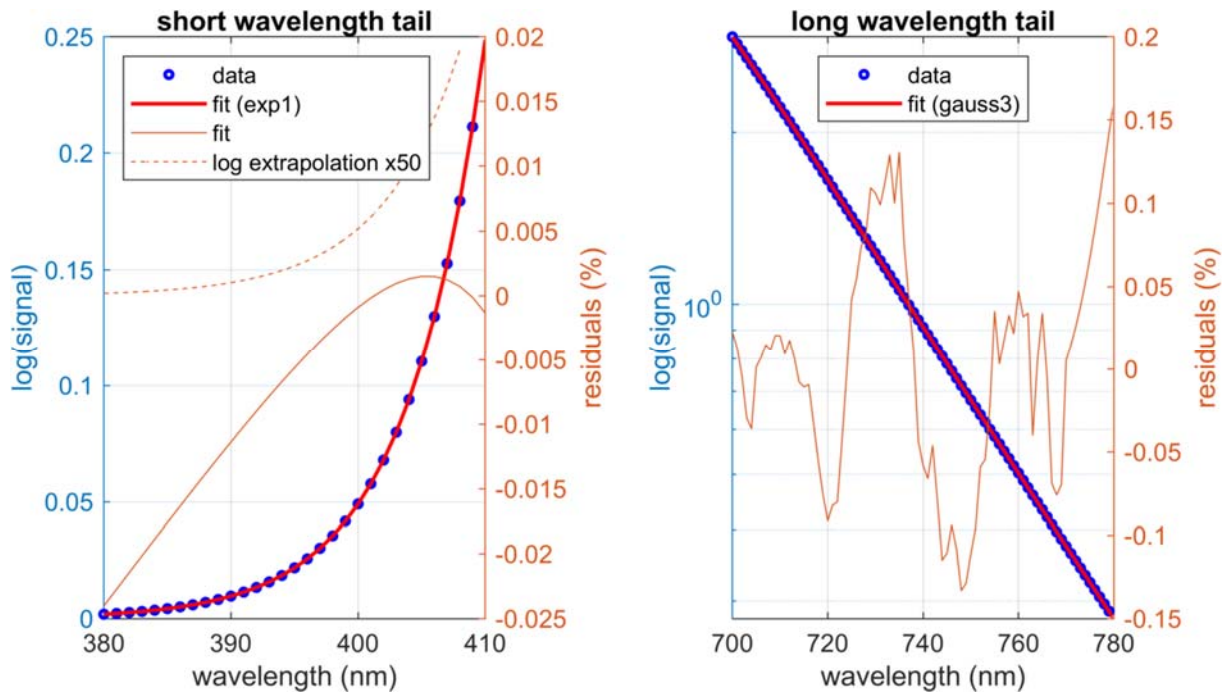 short wavelength tail
0.25
0.2
0.15
0.1
0.05
0
log(signal)
data
fit (exp1)
fit
log extrapolation x50
0.02
0.015
0.01
0.005
0
-0.005
-0.01
-0.015
-0.02
-0.025
residuals (%)
380
390
400
410
wavelength (nm)
long wavelength tail
10⁰
log(signal)
data
fit (gauss3)
0.2
0.15
0.1
0.05
0
-0.05
-0.1
-0.15
residuals (%)
700
720
740
760
780
wavelength (nm)